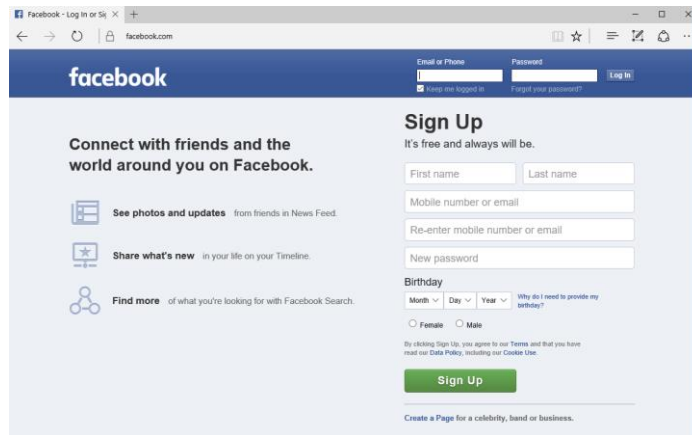 Facebook - Log In or Sig
facebook.com
facebook
Email or Phone
Password
Log In
Keep me logged in
Forgot your password?
Connect with friends and the
world around you on Facebook.
See photos and updates from friends in News Feed.
Share what's new in your life on your Timeline.
Find more of what you're looking for with Facebook Search.
Sign Up
It's free and always will be.
First name
Last name
Mobile number or email
Re-enter mobile number or email
New password
Birthday
Month Day Year
Why do I need to provide my
birthday?
Female Male
By clicking Sign Up, you agree to our Terms and that you have
read our Data Policy, including our Cookie Use.
Sign Up
Create a Page for a celebrity, band or business.